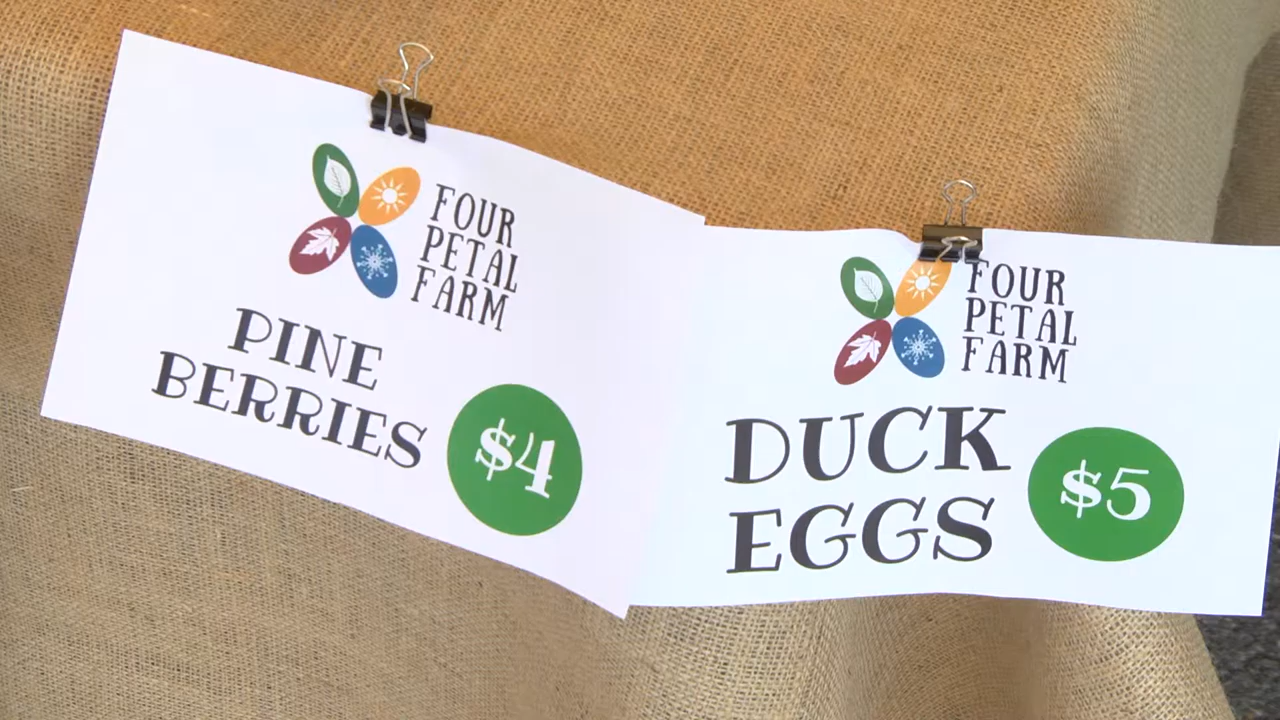 FOUR
PETAL
FARM
PINE
BERRIES
$4
FOUR
PETAL
FARM
DUCK
EGGS
$5